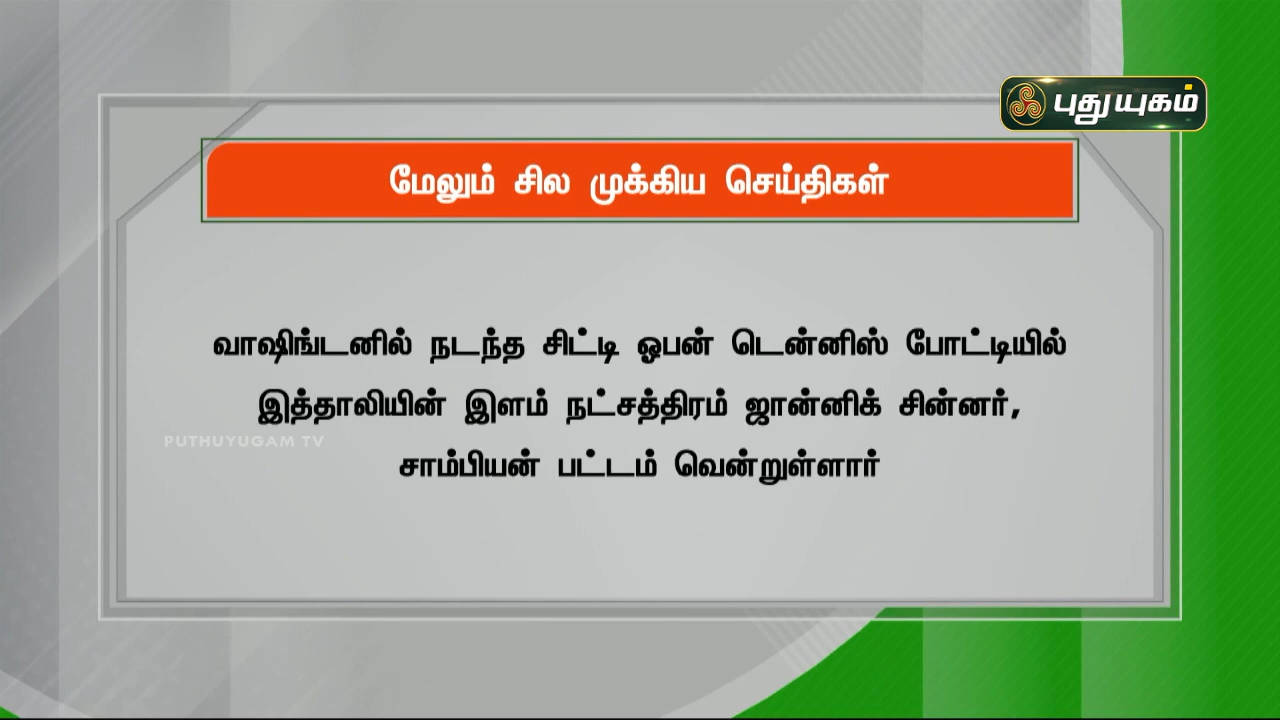 புதுயுகம்
மேலும் சில முக்கிய செய்திகள்
வாஷிங்டனில் நடந்த சிட்டி ஓபன் டென்னிஸ் போட்டியில்
இத்தாலியின் இளம் நட்சத்திரம் ஜான்னிக் சின்னர்,
PUTHUYUGAM TV
சாம்பியன் பட்டம் வென்றுள்ளார்